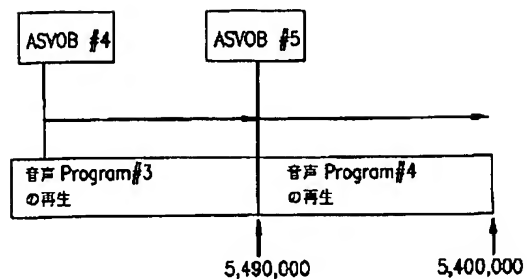 ASVOB #4
ASVOB #5
音声 Program#3
の再生
音声 Program#4
の再生
5,490,000
5,400,000